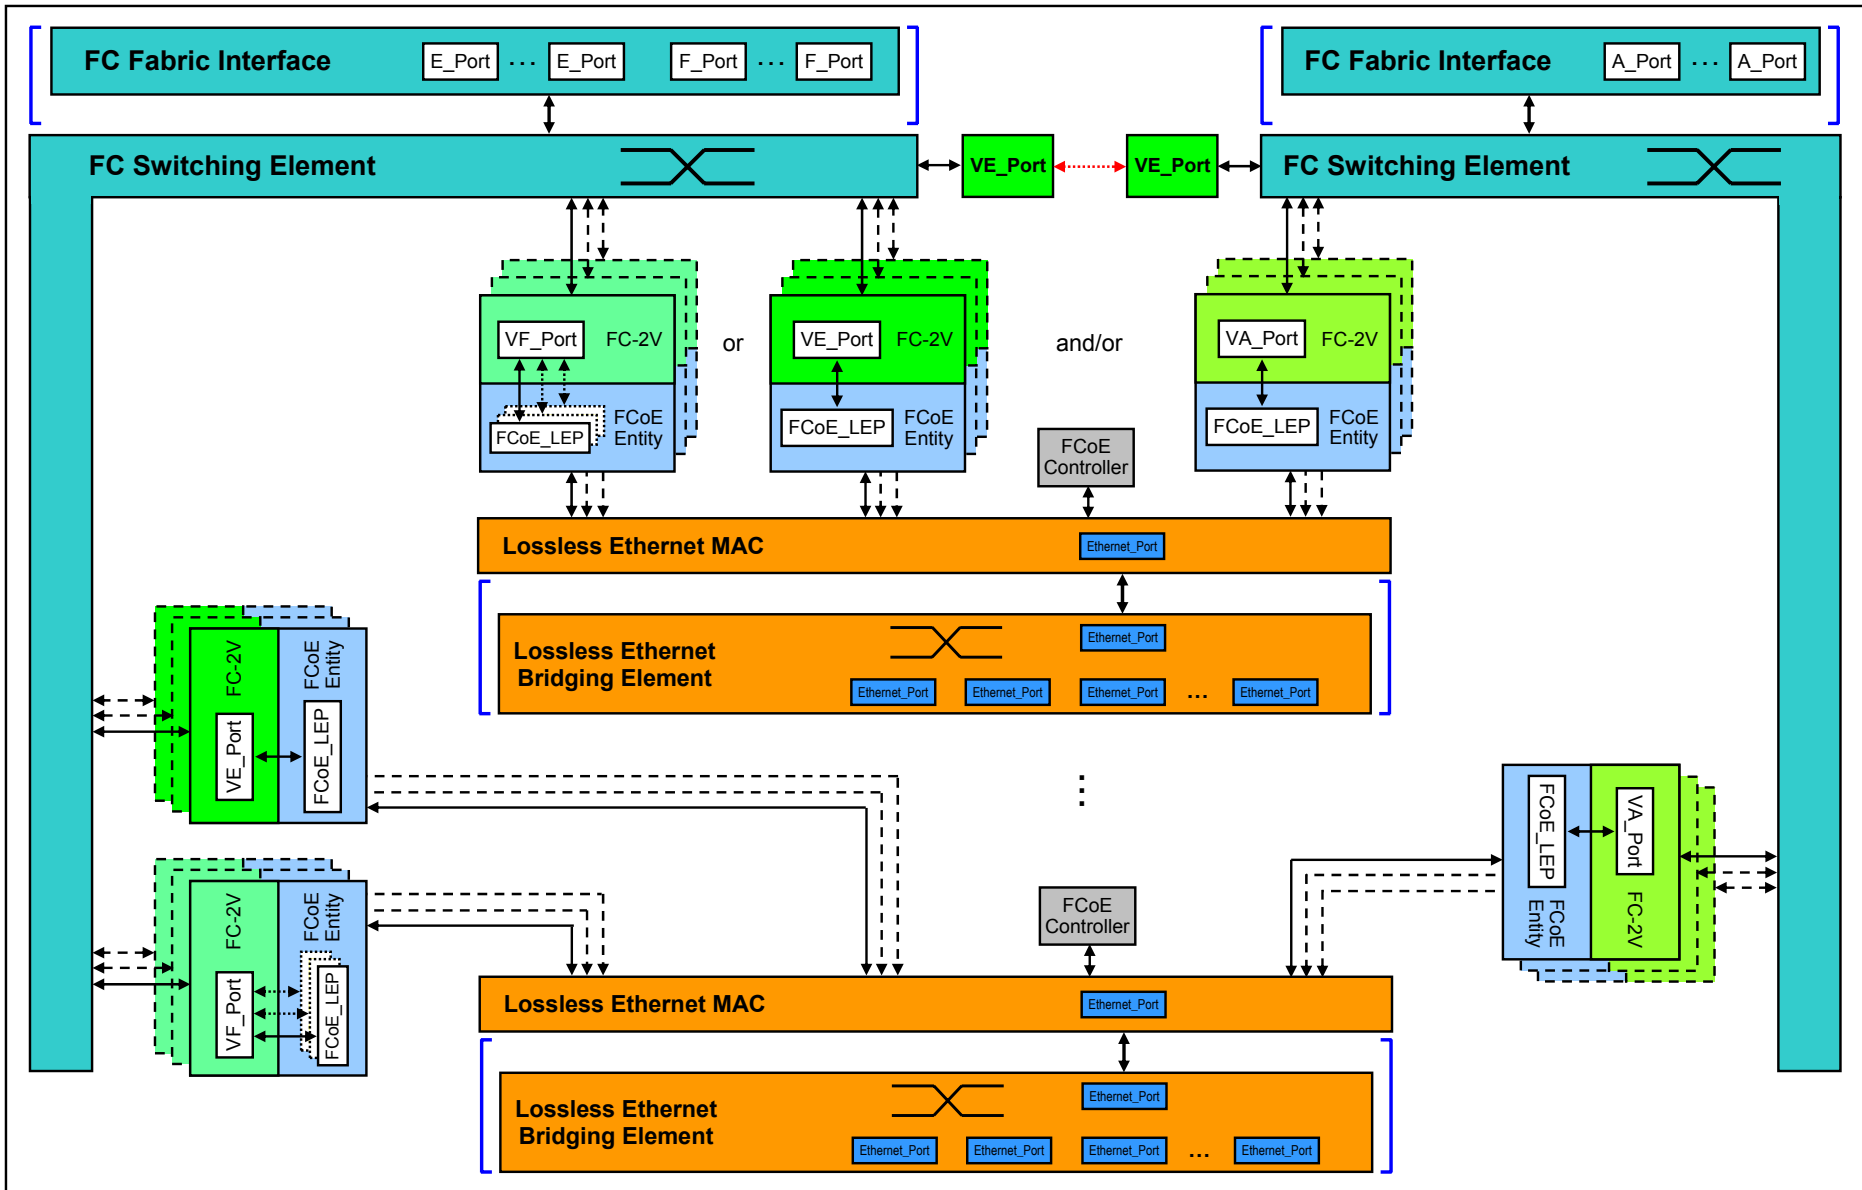 FC Fabric Interface
E_Port ... E_Port F_Port ... F_Port
FC Fabric Interface
A_Port ... A_Port
FC Switching Element
VE_Port
VE_Port
FC Switching Element
VF_Port FC-2V
FCoE_LEP
FCoE
Entity
or
VE_Port FC-2V
FCoE_LEP
FCoE
Entity
and/or
VA_Port FC-2V
FCoE_LEP
FCoE
Entity
FCoE
Controller
Lossless Ethernet MAC
Ethernet_Port
Lossless Ethernet
Bridging Element
Ethernet_Port
Ethernet_Port Ethernet_Port Ethernet_Port ... Ethernet_Port
FC-2V
VE_Port
FCoE
Entity
FCoE_LEP
...
FCoE_LEP
FCoE
Entity
VA_Port
FC-2V
FC-2V
VF_Port
FCoE
Entity
FCoE_LEP
FCoE
Controller
Lossless Ethernet MAC
Ethernet_Port
Lossless Ethernet
Bridging Element
Ethernet_Port
Ethernet_Port Ethernet_Port Ethernet_Port ... Ethernet_Port